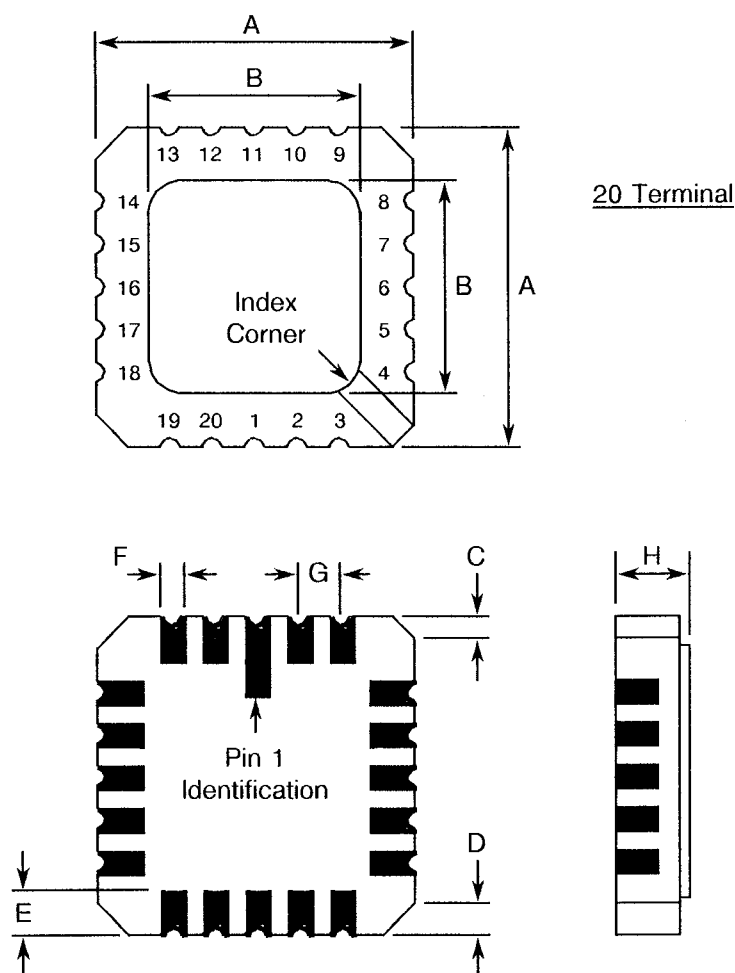 A
B
13 12 11 10 9
20 Terminal
14
15
16
17
18
8
7
6
5
4
Index
Corner
B
A
19 20 1 2 3
F
G
C
H
Pin 1
Identification
D
E